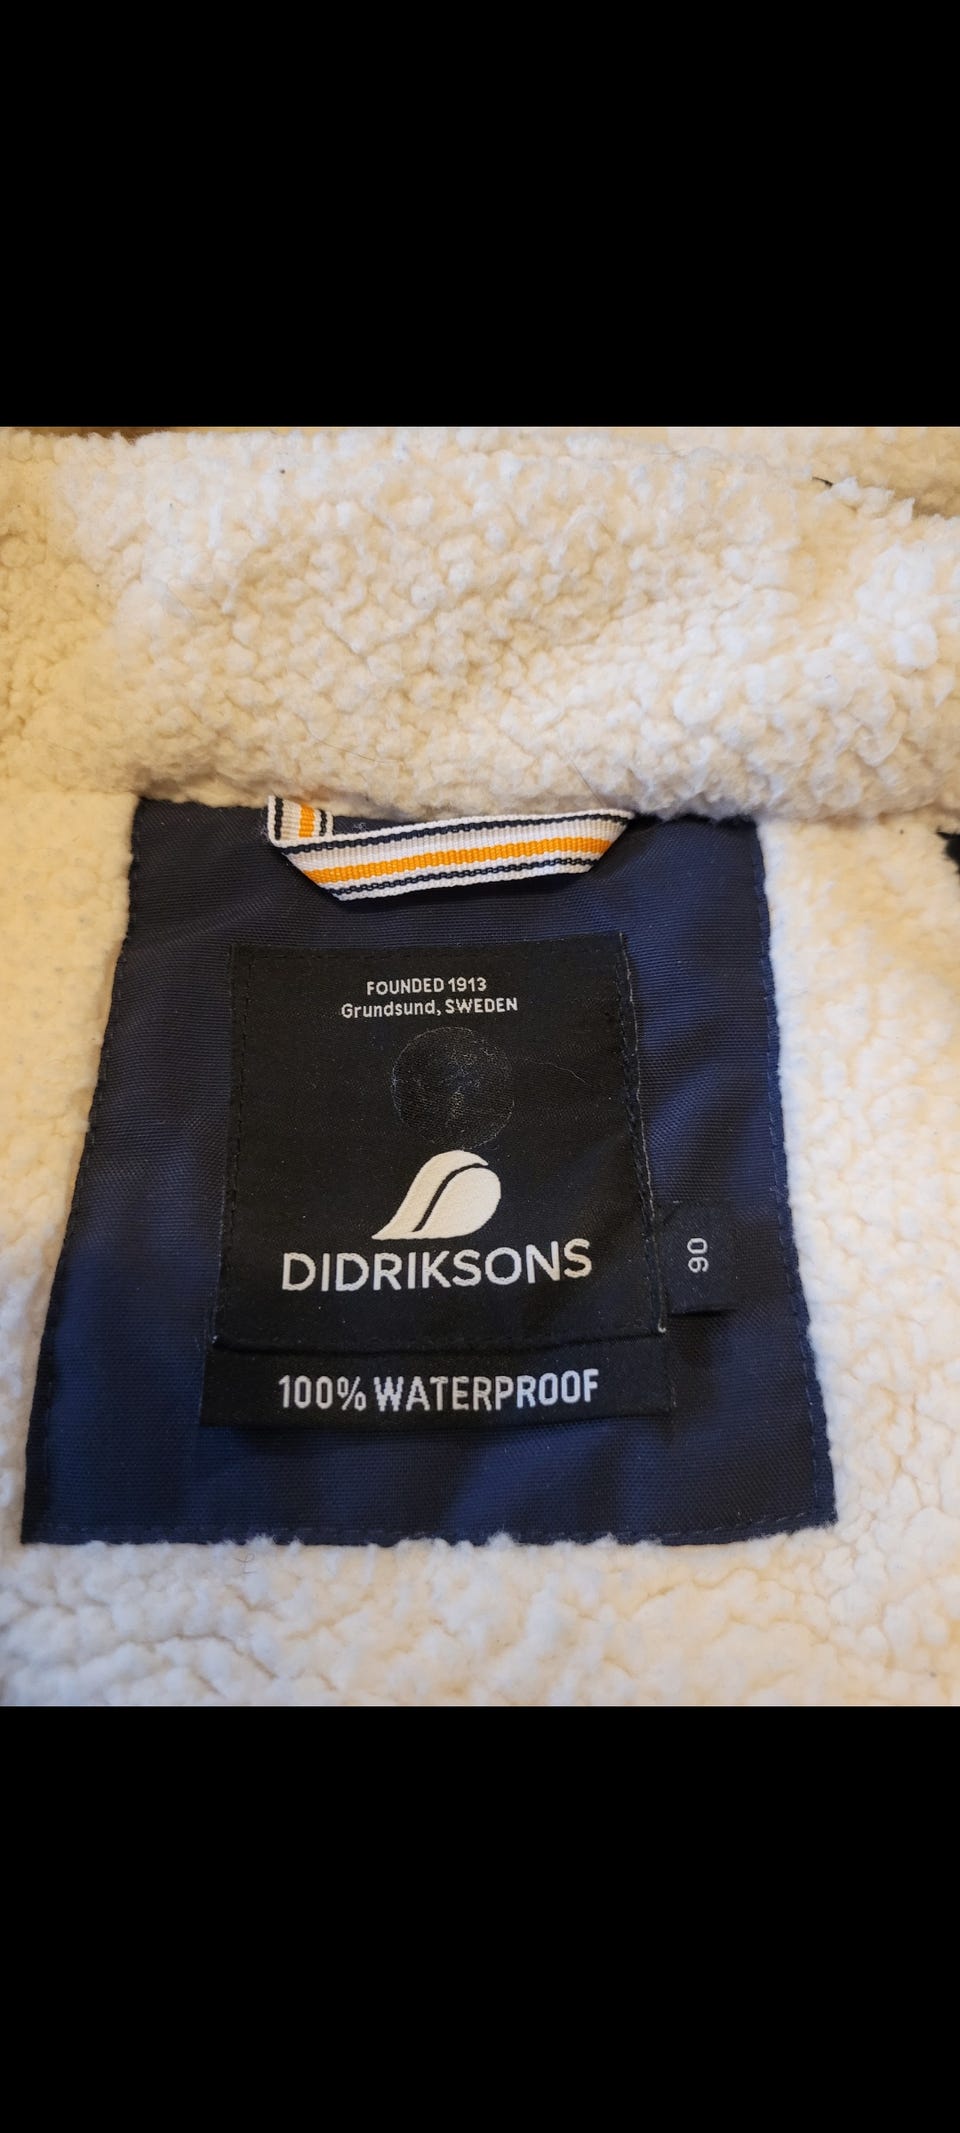 FOUNDED 1913
Grundsund, SWEDEN
DIDRIKSONS
90
100% WATERPROOF